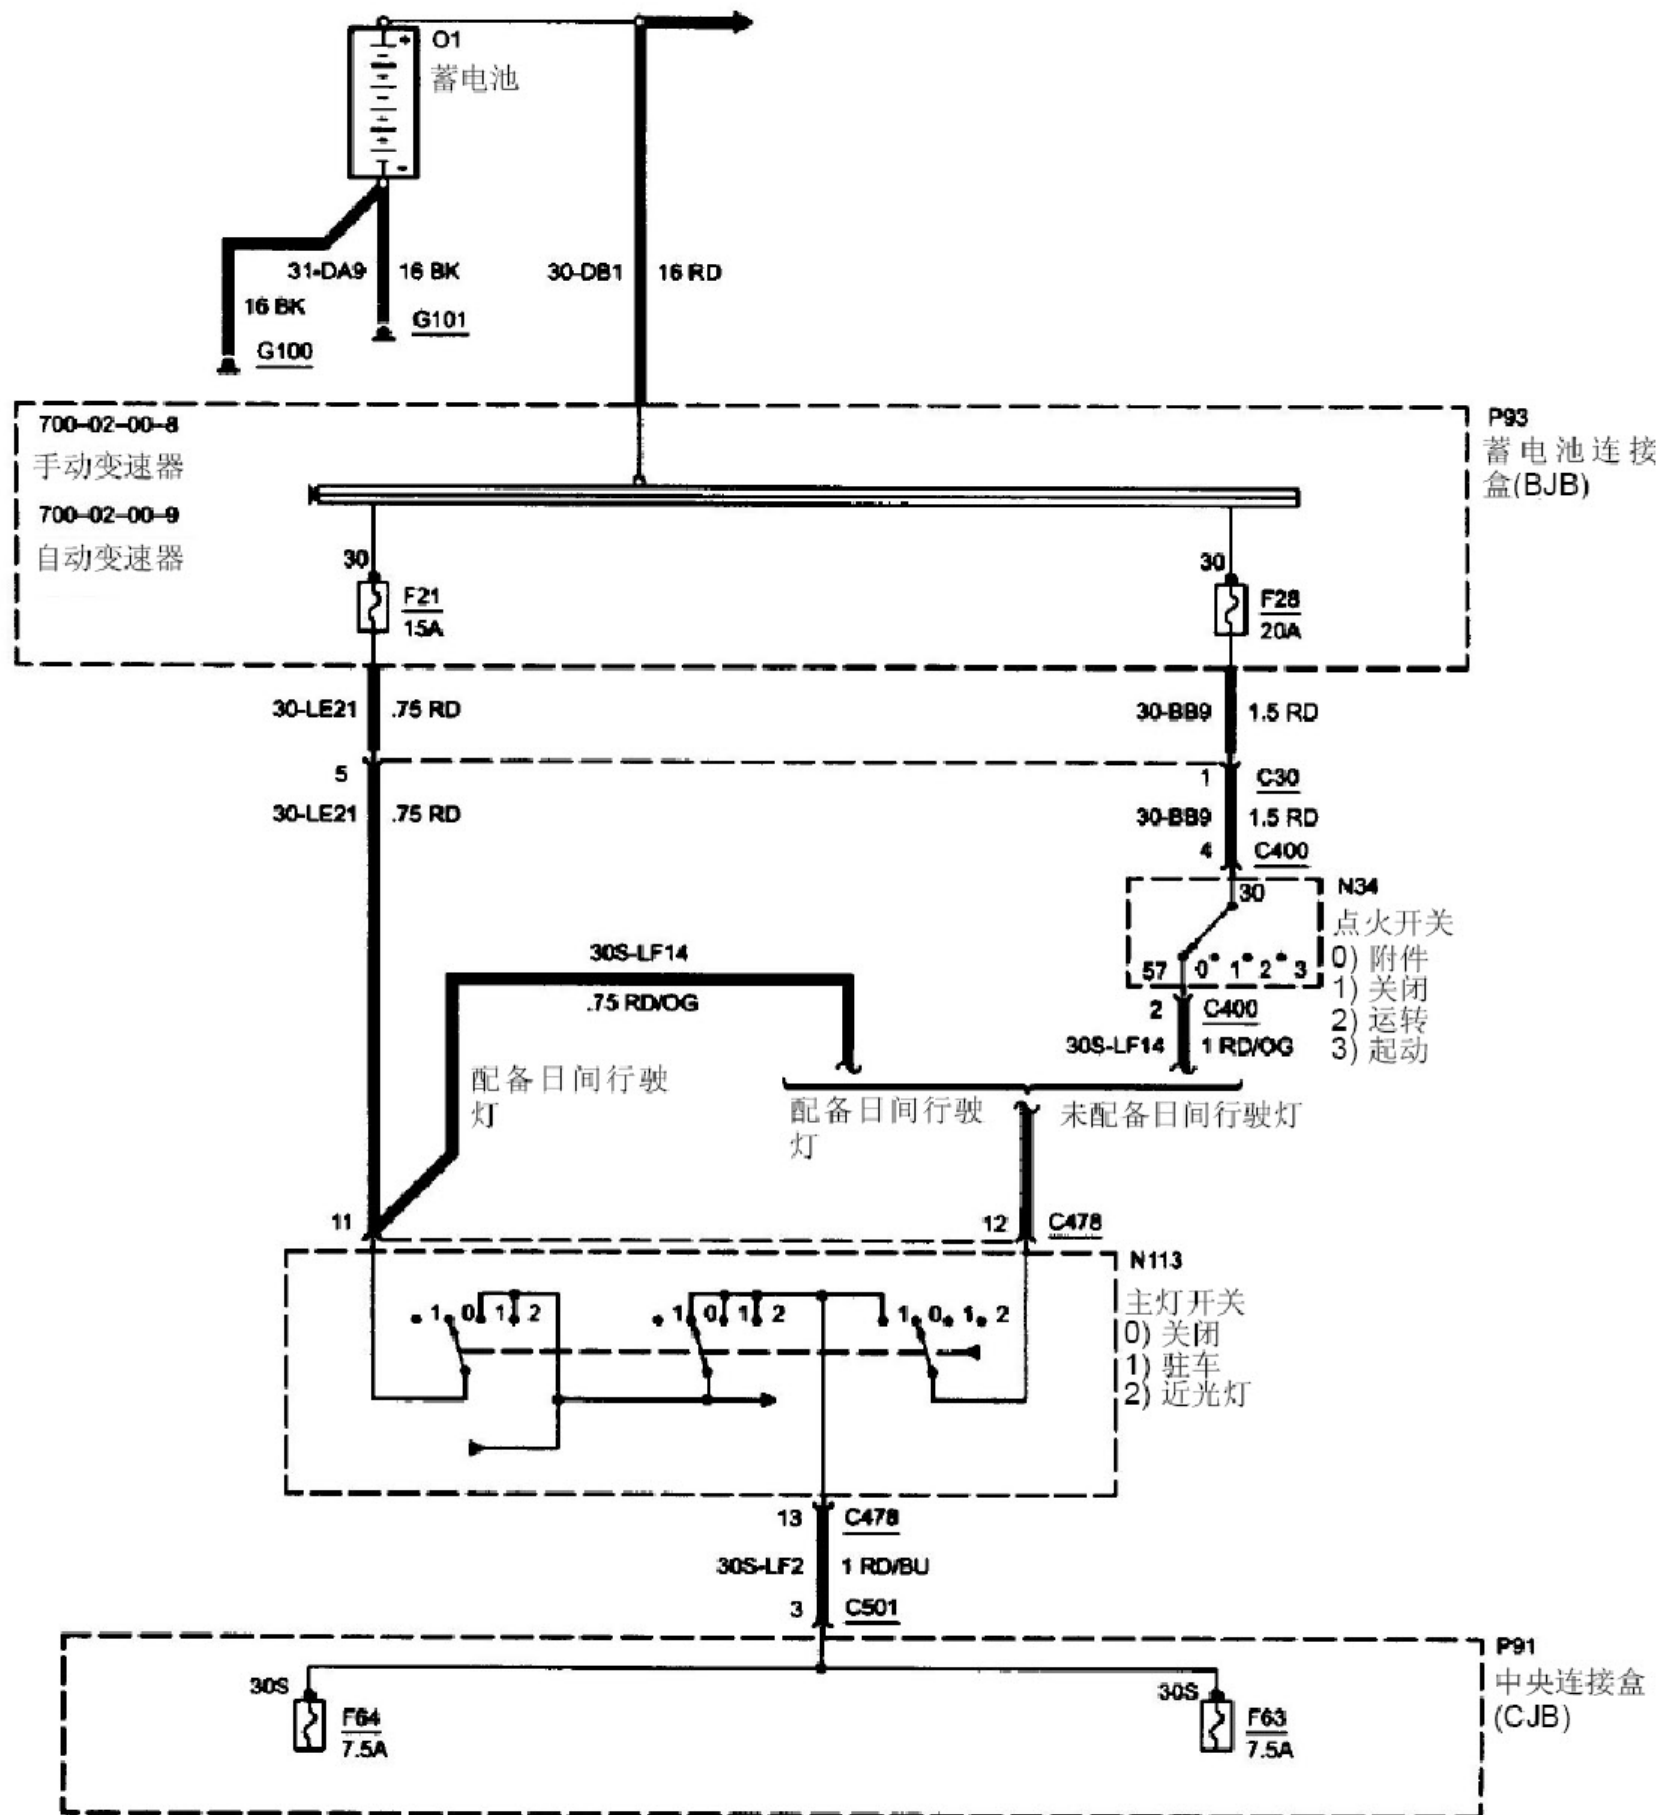 O1
蓄电池
31-DA9 16 BK 30-DB1 16 RD
16 BK
G101
G100
700-02-00-8
手动变速器
700-02-00-9
自动变速器
P93
蓄电池连接
盒(BJB)
30 30
F21 F28
15A 20A
30-LE21 .75 RD 30-BB9 1.5 RD
5 1 C30
30-LE21 .75 RD 30-BB9 1.5 RD
4 C400
30
N34
点火开关
0) 附件
1) 关闭
2) 运转
3) 起动
57 0 1 2 3
2 C400
30S-LF14 1 RD/OG
30S-LF14
.75 RD/OG
配备日间行驶
灯
配备日间行驶
灯
未配备日间行驶灯
11 12 C478
N113
主灯开关
0) 关闭
1) 驻车
2) 近光灯
1 0 1 2 1 0 1 2 1 0 1 2
13 C478
30S-LF2 1 RD/BU
3 C501
P91
中央连接盒
(CJB)
30S 30S
F64 F63
7.5A 7.5A